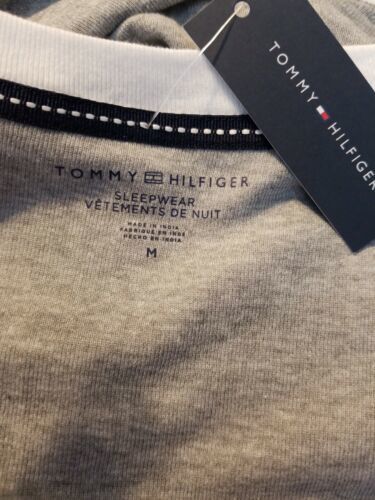 TOMMY HILFIGER
TOMMY HILFIGER
SLEEPWEAR
VÊTEMENTS DE NUIT
MADE IN INDIA
FABRIQUÉ EN INDE
HECHO EN INDIA
M